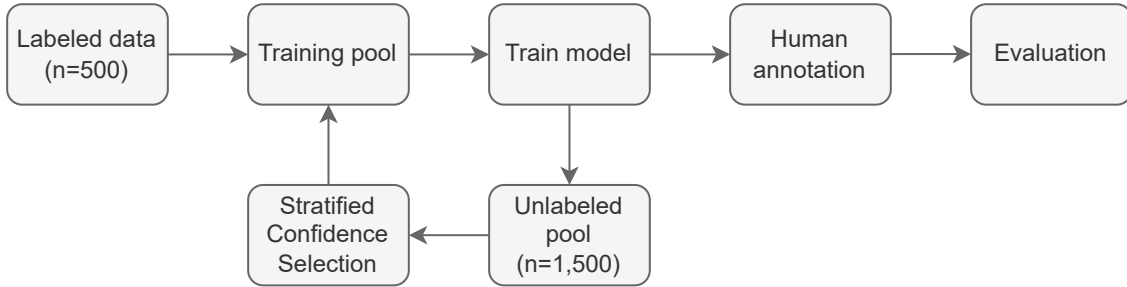 Labeled data
(n=500)
Training pool
Train model
Human
annotation
Evaluation
Stratified
Confidence
Selection
Unlabeled
pool
(n=1,500)